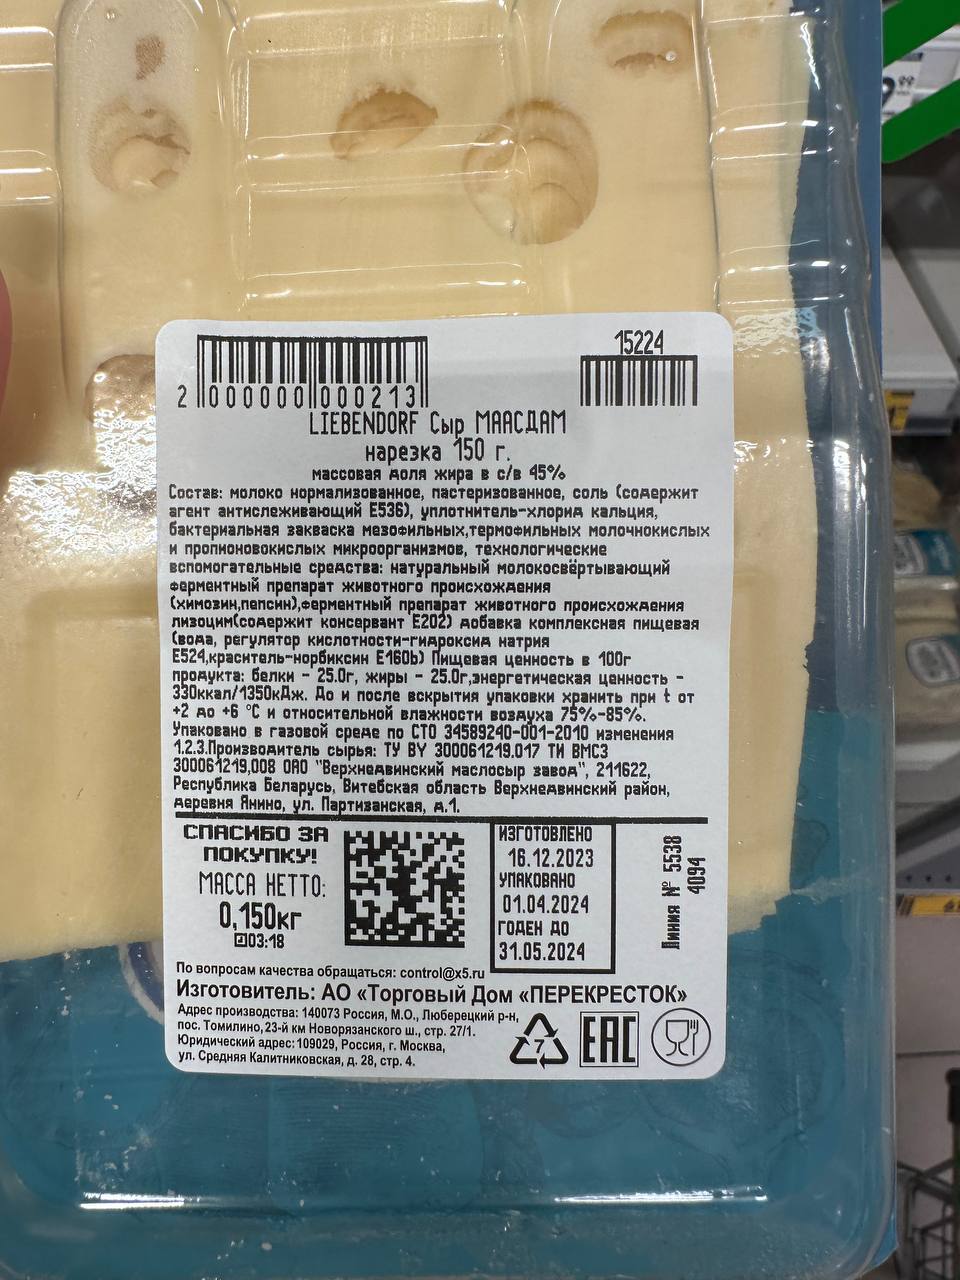 15224
2 000000 000213
LIEBENDORF Сыр МААСДАМ
нарезка 150 г.
массовая доля жира в с/в 45%
Состав: молоко нормализованное, пастеризованное, соль (содержит
агент антислеживающий Е536), уплотнитель-хлорид кальция,
бактериальная закваска мезофильных,термофильных молочнокислых
и пропионовокислых микроорганизмов, технологические
вспомогательные средства: натуральный молокосвёртывающий
ферментный препарат животного происхождения
(химозин,пепсин),ферментный препарат животного происхождения
лизоцим(содержит консервант Е202) добавка комплексная пищевая
(вода, регулятор кислотности-гидроксид натрия
Е524,краситель-норбиксин Е160b) Пищевая ценность в 100г
продукта: белки - 25.0г, жиры - 25.0г,энергетическая ценность -
330ккал/1350кДж. До и после вскрытия упаковки хранить при t от
+2 до +6 °С и относительной влажности воздуха 75%-85%.
Упаковано в газовой среде по СТО 34589240-001-2010 изменения
1.2.3.Производитель сырья: ТУ BY 300061219.017 ТИ ВМСЗ
300061219,008 ОАО "Верхнедвинский маслосыр завод", 211622,
Республика Беларусь, Витебская область Верхнедвинский район,
деревня Янино, ул. Партизанская, д.1.
СПАСИБО ЗА
ПОКУПКУ!
МАССА НЕТТО:
0,150кг
03:18
ИЗГОТОВЛЕНО
16.12.2023
УПАКОВАНО
01.04.2024
ГОДЕН ДО
31.05.2024
Линия № 5538
4094
По вопросам качества обращаться: control@x5.ru
Изготовитель: АО «Торговый Дом «ПЕРЕКРЕСТОК»
Адрес производства: 140073 Россия, М.О., Люберецкий р-н,
пос. Томилино, 23-й км Новорязанского ш., стр. 27/1.
Юридический адрес: 109029, Россия, г. Москва,
ул. Средняя Калитниковская, д. 28, стр. 4.
7
EAC